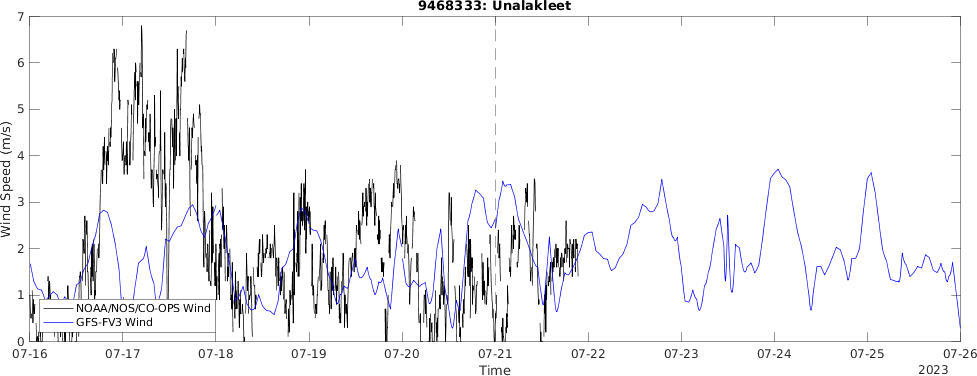 9468333: Unalakleet
Wind Speed (m/s)
7
6
5
4
3
2
1
0
NOAA/NOS/CO-OPS Wind
GFS-FV3 Wind
07-16 07-17 07-18 07-19 07-20 07-21 07-22 07-23 07-24 07-25 07-26
Time
2023